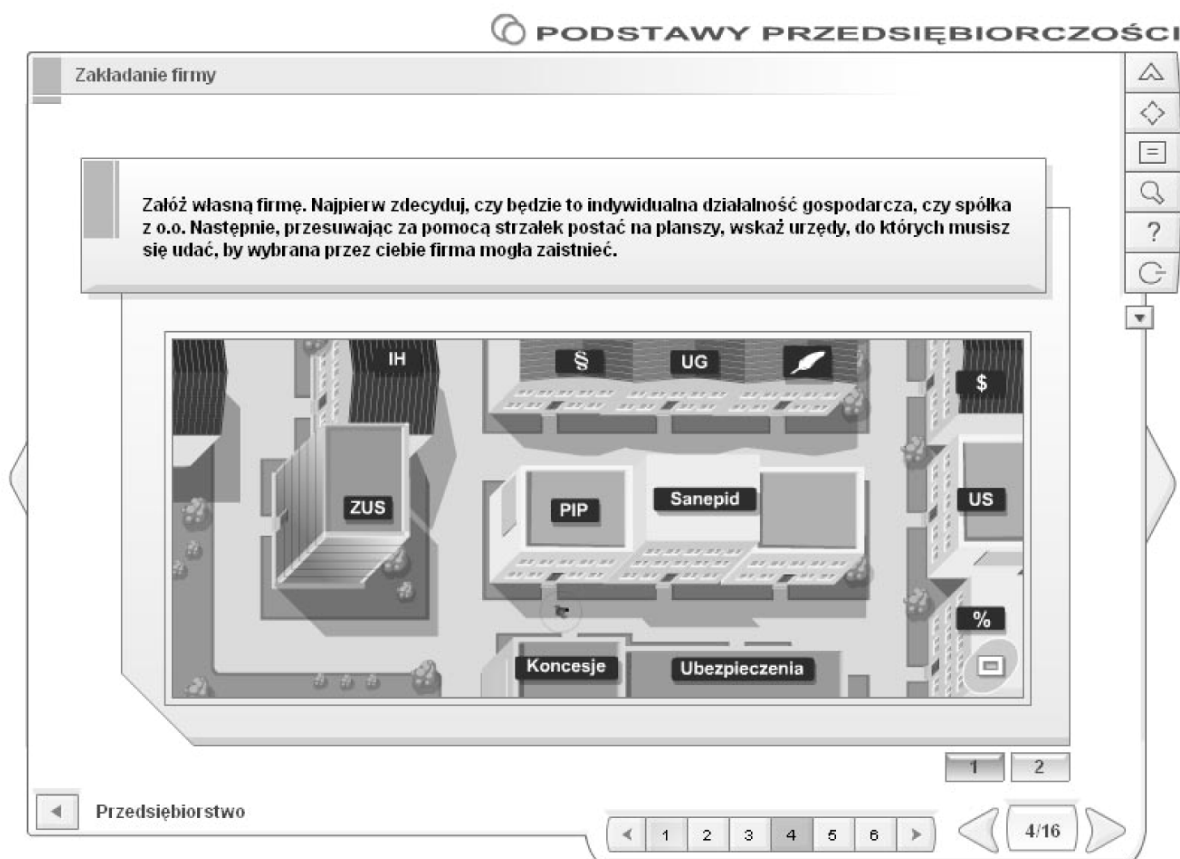 PODSTAWY PRZEDSIĘBIORCZOŚCI
Zakładanie firmy
Załóż własną firmę. Najpierw zdecyduj, czy będzie to indywidualna działalność gospodarcza, czy spółka
z o.o. Następnie, przesuwając za pomocą strzałek postać na planszy, wskaż urzędy, do których musisz
się udać, by wybrana przez ciebie firma mogła zaistnieć.
IH
§
UG
$
ZUS
PIP
Sanepid
US
%
Koncesje
Ubezpieczenia
=
?
1 2
Przedsiębiorstwo
1 2 3 4 5 6
4/16